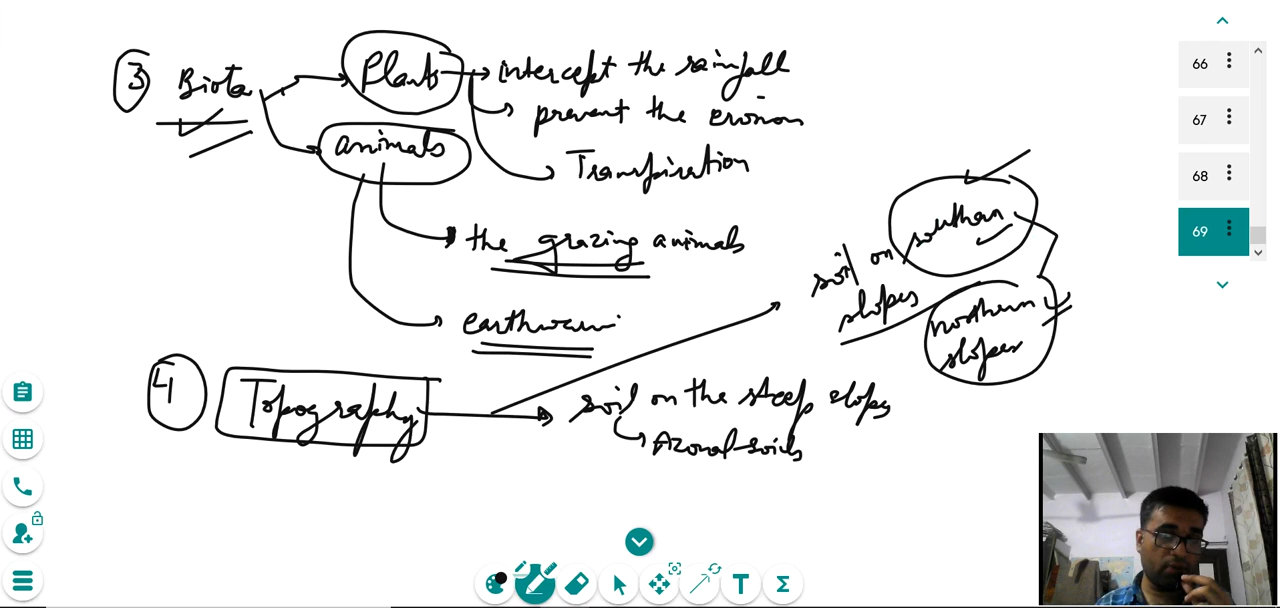 3 Biota
Plants
intercept the rainfall
prevent the erosion
Transpiration
animals
the grazing animals
earthworm
4 Topography
soil on the steep slopes
Azonal soils
soil on southern
slopes
northern
slopes
66
67
68
69
T
Σ